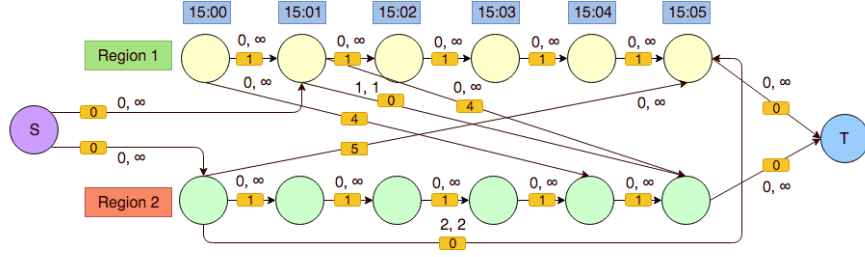 15:00 15:01 15:02 15:03 15:04 15:05
0, ∞ 0, ∞ 0, ∞ 0, ∞ 0, ∞
Region 1 1 1 1 1 1
0, ∞ 1, 1 0, ∞ 0, ∞ 0, ∞
0 4
0, ∞
0 0
4
S T
0 5 0
0, ∞ 0, ∞
0, ∞ 0, ∞ 0, ∞ 0, ∞ 0, ∞
Region 2 1 1 1 1 1
2, 2
0